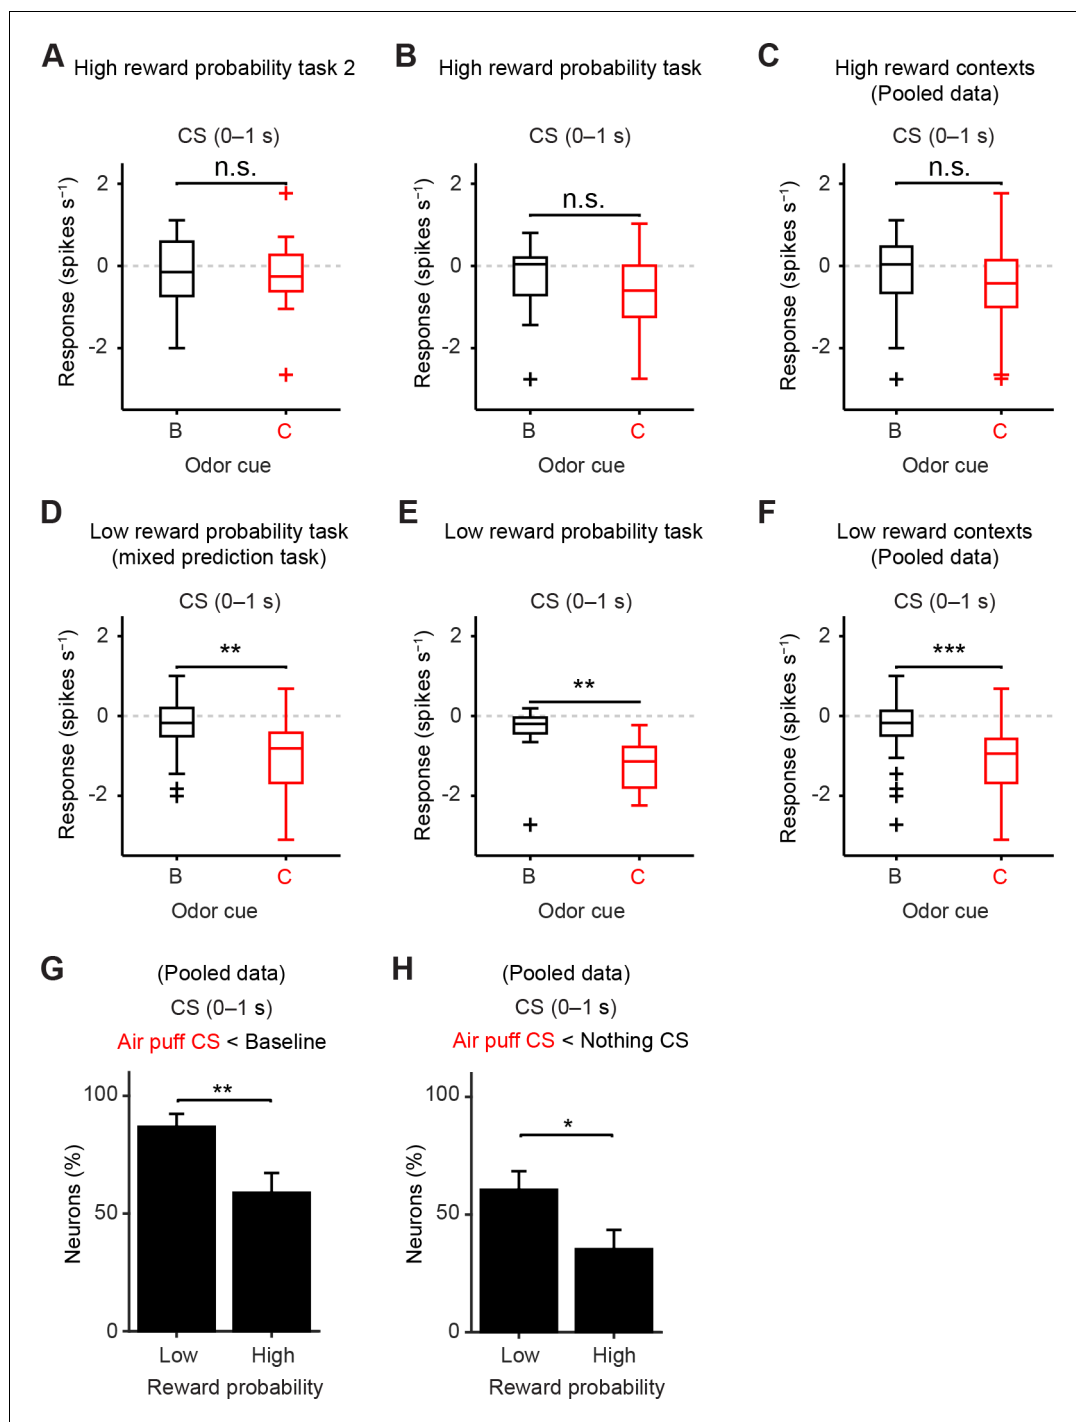 A High reward probability task 2
CS (0–1 s)
n.s.
Response (spikes s⁻¹)
2
0
-2
B C
Odor cue
B High reward probability task
CS (0–1 s)
n.s.
Response (spikes s⁻¹)
2
0
-2
B C
Odor cue
C High reward contexts
(Pooled data)
CS (0–1 s)
n.s.
Response (spikes s⁻¹)
2
0
-2
B C
Odor cue
D Low reward probability task
(mixed prediction task)
CS (0–1 s)
**
Response (spikes s⁻¹)
2
0
-2
B C
Odor cue
E Low reward probability task
CS (0–1 s)
**
Response (spikes s⁻¹)
2
0
-2
B C
Odor cue
F Low reward contexts
(Pooled data)
CS (0–1 s)
***
Response (spikes s⁻¹)
2
0
-2
B C
Odor cue
G (Pooled data)
CS (0–1 s)
Air puff CS < Baseline
**
Neurons (%)
100
50
0
Low High
Reward probability
H (Pooled data)
CS (0–1 s)
Air puff CS < Nothing CS
*
Neurons (%)
100
50
0
Low High
Reward probability